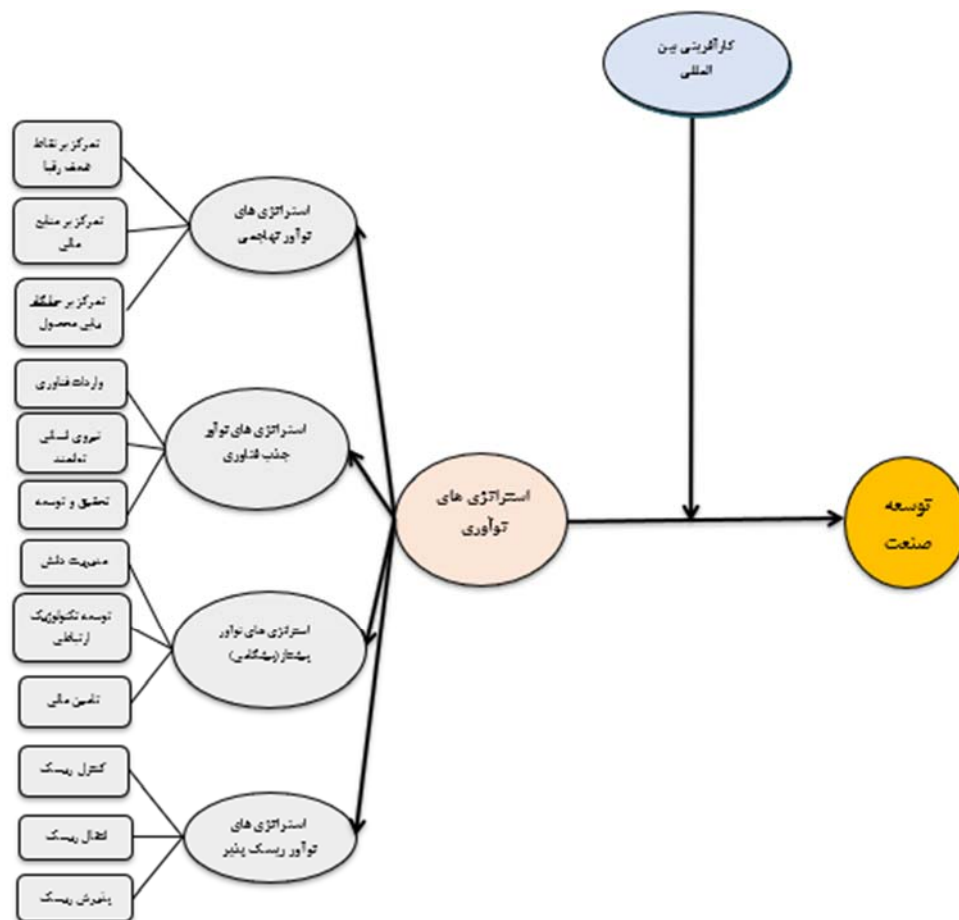 کارآفرینی بین
المللی
توسعه
صنعت
استراتژی های
نوآوری
استراتژی های
نوآور تهاجمی
تمرکز بر نقاط
ضعف رقبا
تمرکز بر منابع
مالی
تمرکز بر
محصول
استراتژی های نوآور
جذب فناوری
واردات فناوری
نیروی انسانی
توانمند
تحقیق و توسعه
استراتژی های نوآور
پیشتاز (پیشگامی)
مدیریت دانش
توسعه تکنولوژیک
ارتباطی
تامین مالی
استراتژی های
نوآور ریسک پذیر
کنترل ریسک
انتقال ریسک
پذیرش ریسک